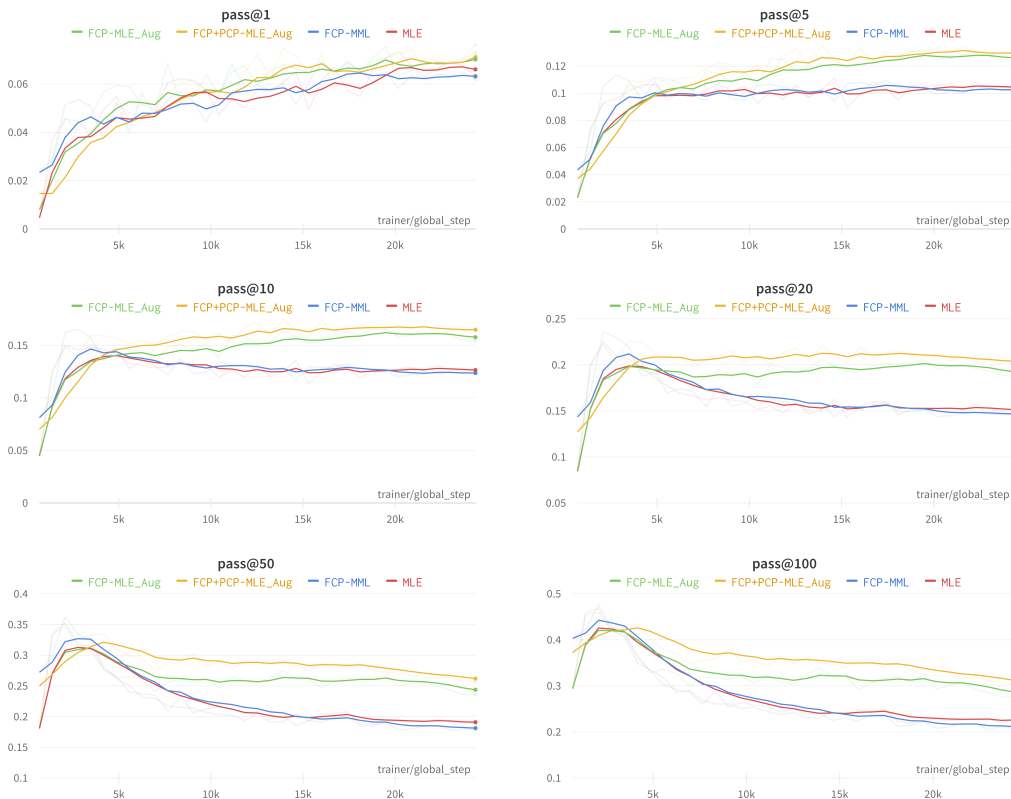 pass@1
FCP-MLE_Aug FCP+PCP-MLE_Aug FCP-MML MLE
0.06
0.04
0.02
0
trainer/global_step
5k 10k 15k 20k
pass@5
FCP-MLE_Aug FCP+PCP-MLE_Aug FCP-MML MLE
0.12
0.1
0.08
0.06
0.04
0.02
0
trainer/global_step
5k 10k 15k 20k
pass@10
FCP-MLE_Aug FCP+PCP-MLE_Aug FCP-MML MLE
0.15
0.1
0.05
0
trainer/global_step
5k 10k 15k 20k
pass@20
FCP-MLE_Aug FCP+PCP-MLE_Aug FCP-MML MLE
0.25
0.2
0.15
0.1
0.05
trainer/global_step
5k 10k 15k 20k
pass@50
FCP-MLE_Aug FCP+PCP-MLE_Aug FCP-MML MLE
0.4
0.35
0.3
0.25
0.2
0.15
0.1
trainer/global_step
5k 10k 15k 20k
pass@100
FCP-MLE_Aug FCP+PCP-MLE_Aug FCP-MML MLE
0.5
0.4
0.3
0.2
0.1
trainer/global_step
5k 10k 15k 20k